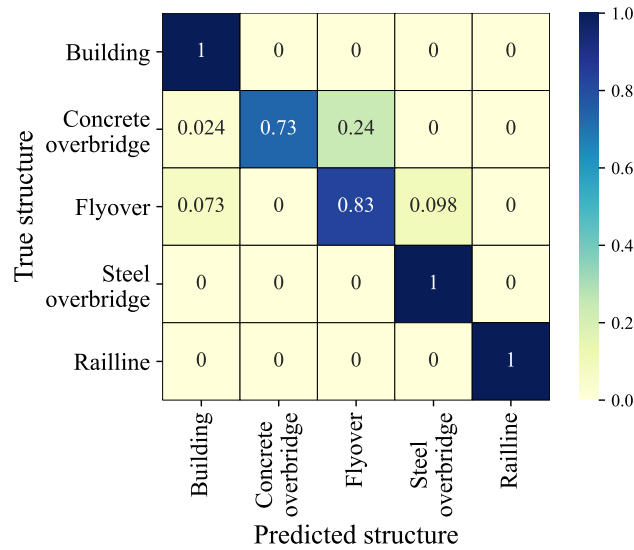 Building 1 0 0 0 0
Concrete
overbridge 0.024 0.73 0.24 0 0
Flyover 0.073 0 0.83 0.098 0
Steel
overbridge 0 0 0 1 0
Railline 0 0 0 0 1
True structure
Building
Concrete
overbridge
Flyover
Steel
overbridge
Railline
Predicted structure
1.0
0.8
0.6
0.4
0.2
0.0